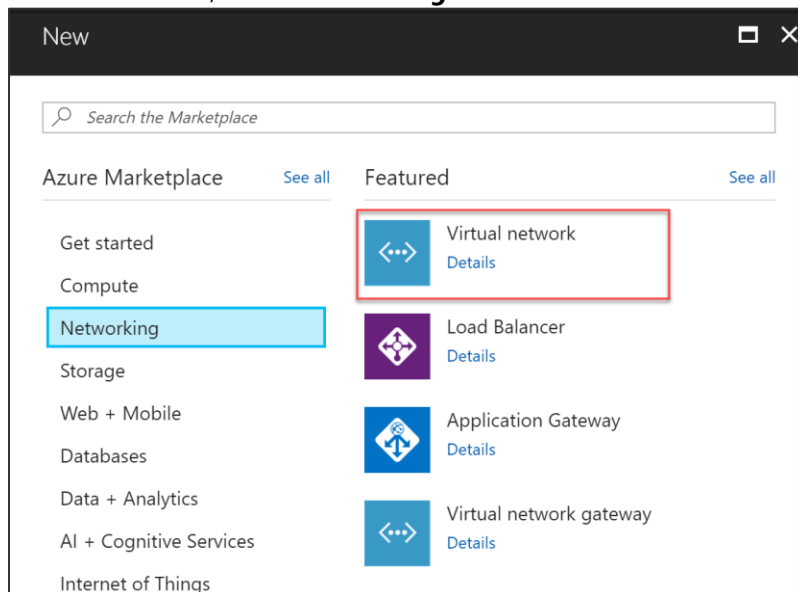 New
Search the Marketplace
Azure Marketplace See all
Featured See all
Get started
Compute
Networking
Storage
Web + Mobile
Databases
Data + Analytics
AI + Cognitive Services
Internet of Things
Virtual network
Details
Load Balancer
Details
Application Gateway
Details
Virtual network gateway
Details